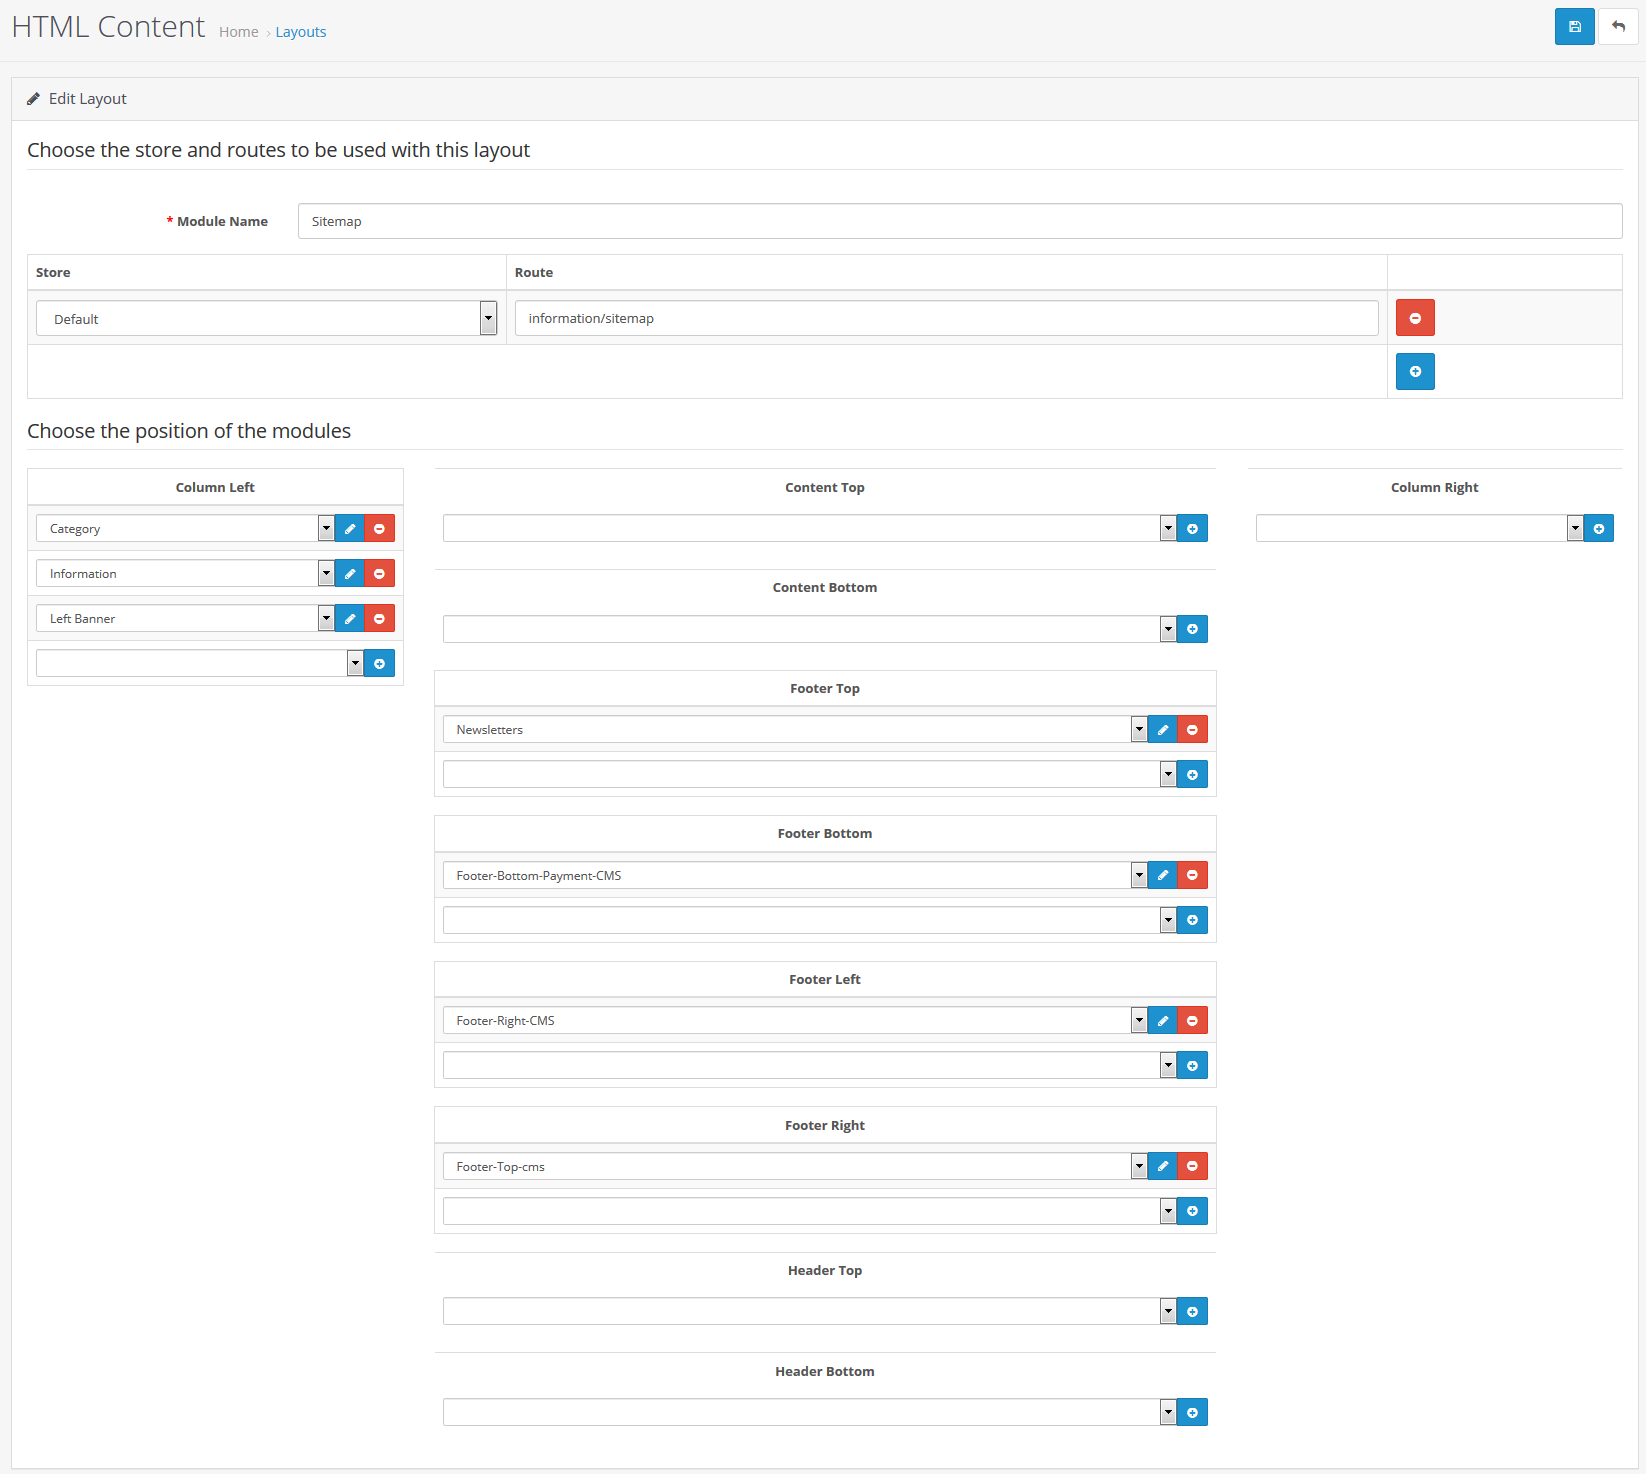 HTML Content Home › Layouts
Edit Layout
Choose the store and routes to be used with this layout
* Module Name Sitemap
Store Route
Default information/sitemap
Choose the position of the modules
Column Left
Category
Information
Left Banner
Content Top
Content Bottom
Footer Top
Newsletters
Footer Bottom
Footer-Bottom-Payment-CMS
Footer Left
Footer-Right-CMS
Footer Right
Footer-Top-cms
Header Top
Header Bottom
Column Right